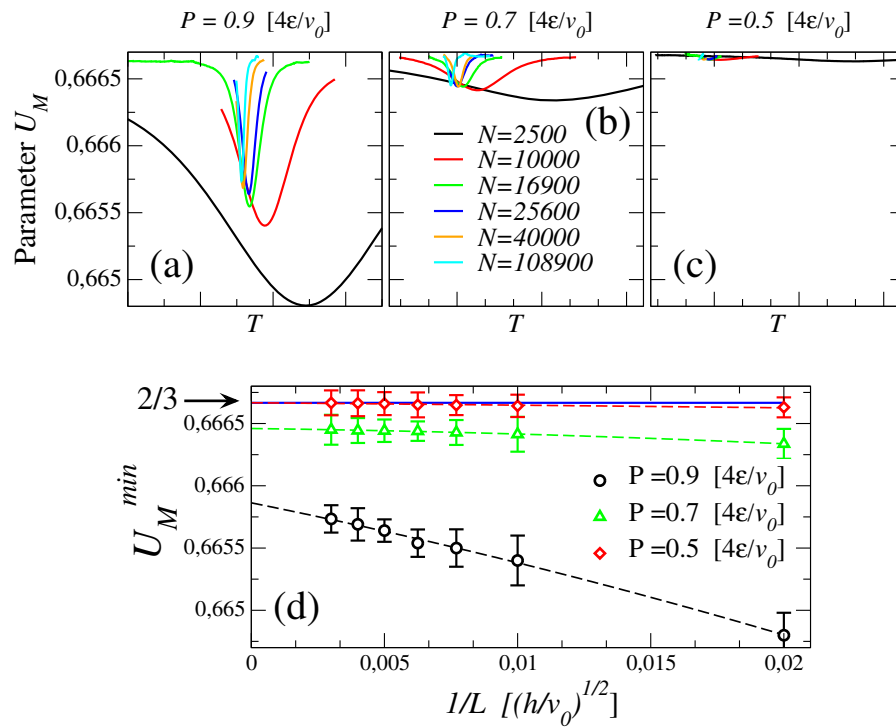 P = 0.9 [4ε/v₀]
P = 0.7 [4ε/v₀]
P =0.5 [4ε/v₀]
Parameter U_M
0,6665
0,666
0,6655
0,665
(a)
(b)
(c)
N=2500
N=10000
N=16900
N=25600
N=40000
N=108900
T
T
T
2/3
U_M^min
0,6665
0,666
0,6655
0,665
P =0.9 [4ε/v₀]
P =0.7 [4ε/v₀]
P =0.5 [4ε/v₀]
(d)
0
0,005
0,01
0,015
0,02
1/L [(h/v₀)^1/2]